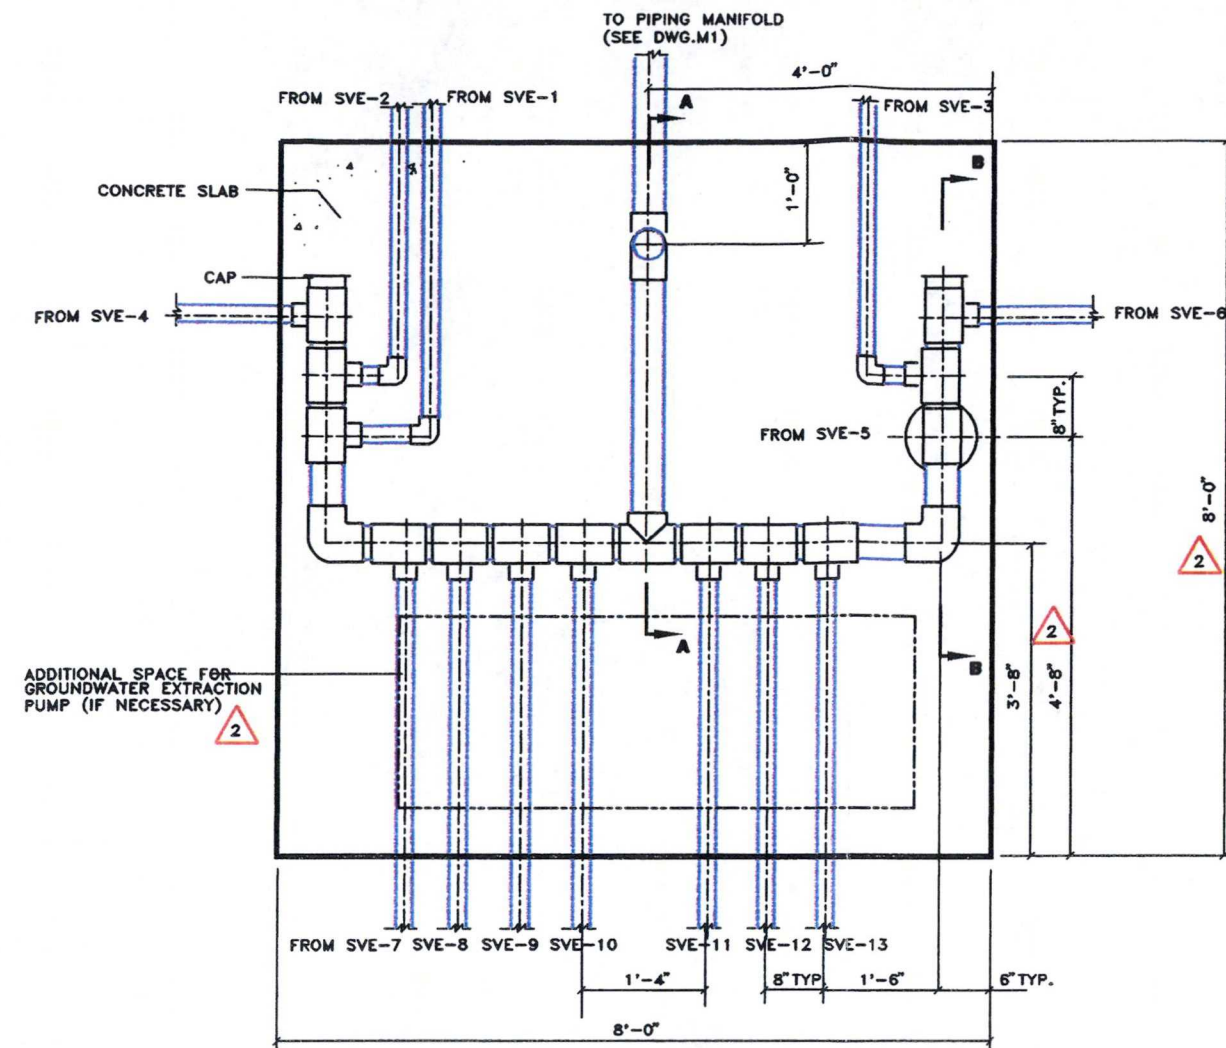 TO PIPING MANIFOLD
(SEE DWG.M1)
4'-0"
FROM SVE-2
FROM SVE-1
FROM SVE-3
A
B
1'-0"
CONCRETE SLAB
CAP
FROM SVE-4
FROM SVE-6
8"TYP.
FROM SVE-5
8'-0"
2
2
A
B
3'-8"
4'-8"
ADDITIONAL SPACE FOR
GROUNDWATER EXTRACTION
PUMP (IF NECESSARY)
2
FROM SVE-7 SVE-8 SVE-9 SVE-10 SVE-11 SVE-12 SVE-13
1'-4"
8"TYP
1'-6"
6"TYP.
8'-0"